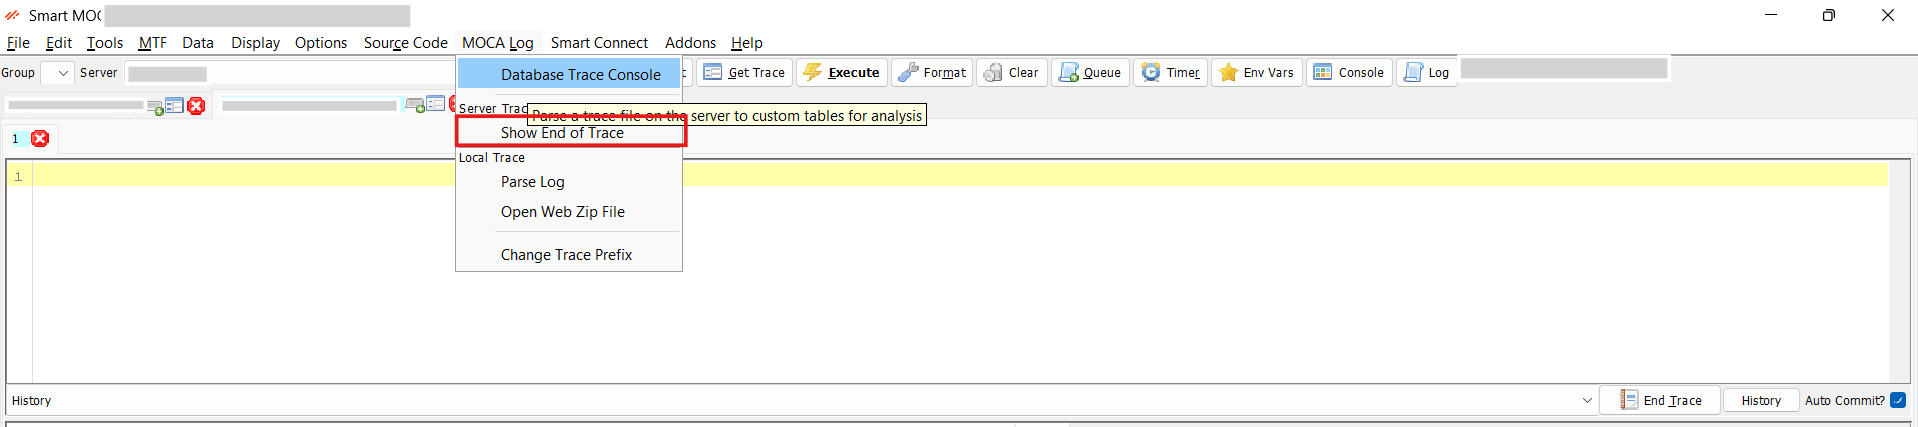 Smart MOC
File Edit Tools MTF Data Display Options Source Code MOCA Log Smart Connect Addons Help
Group Server Get Trace Execute Format Clear Queue Timer Env Vars Console Log
Database Trace Console
Server Trac
Parse a trace file on the server to custom tables for analysis
Show End of Trace
1
Local Trace
1
Parse Log
Open Web Zip File
Change Trace Prefix
History End Trace History Auto Commit?